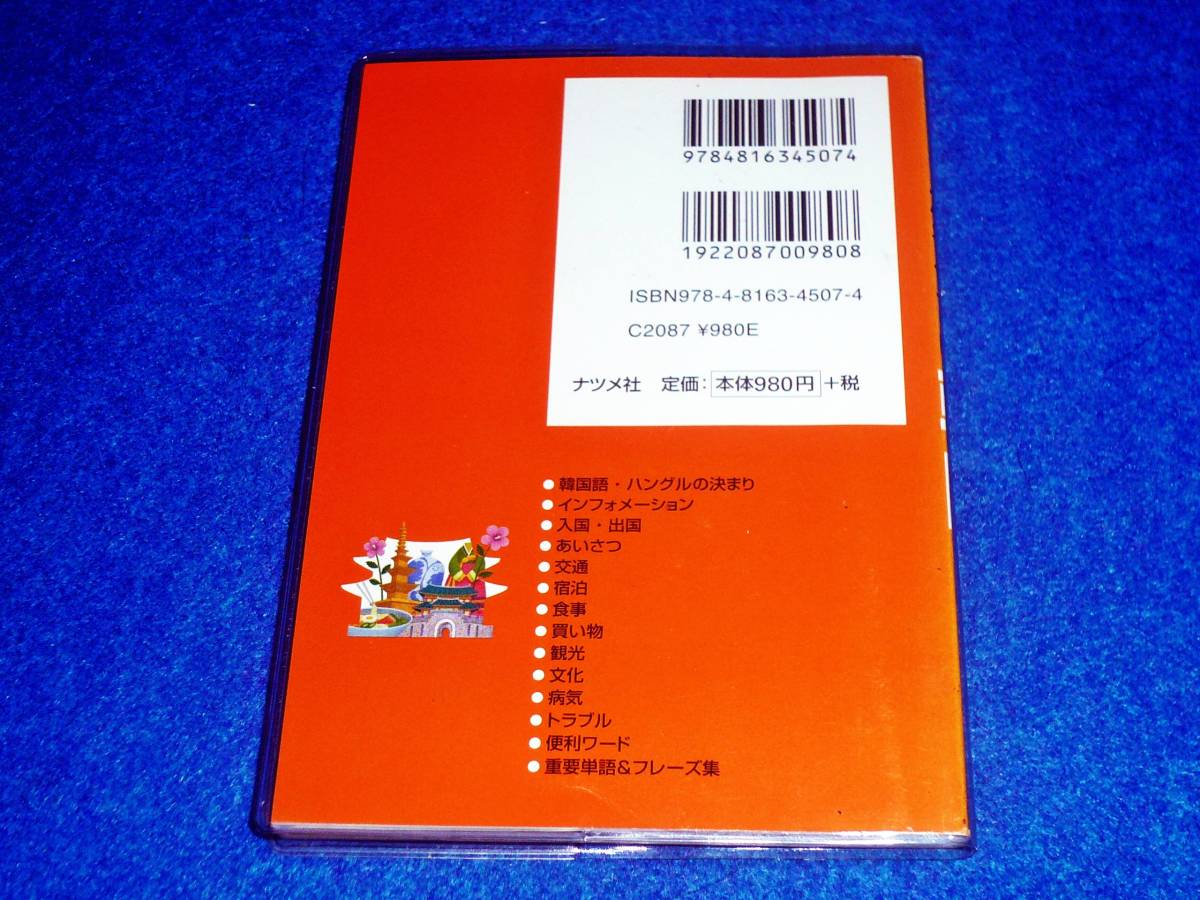 9784816345074
1922087009808
ISBN978-4-8163-4507-4
C2087 ¥980E
ナツメ社 定価：本体980円+税
●韓国語・ハングルの決まり
●インフォメーション
●入国・出国
●あいさつ
●交通
●宿泊
●食事
●買い物
●観光
●文化
●病気
●トラブル
●便利ワード
●重要単語&フレーズ集